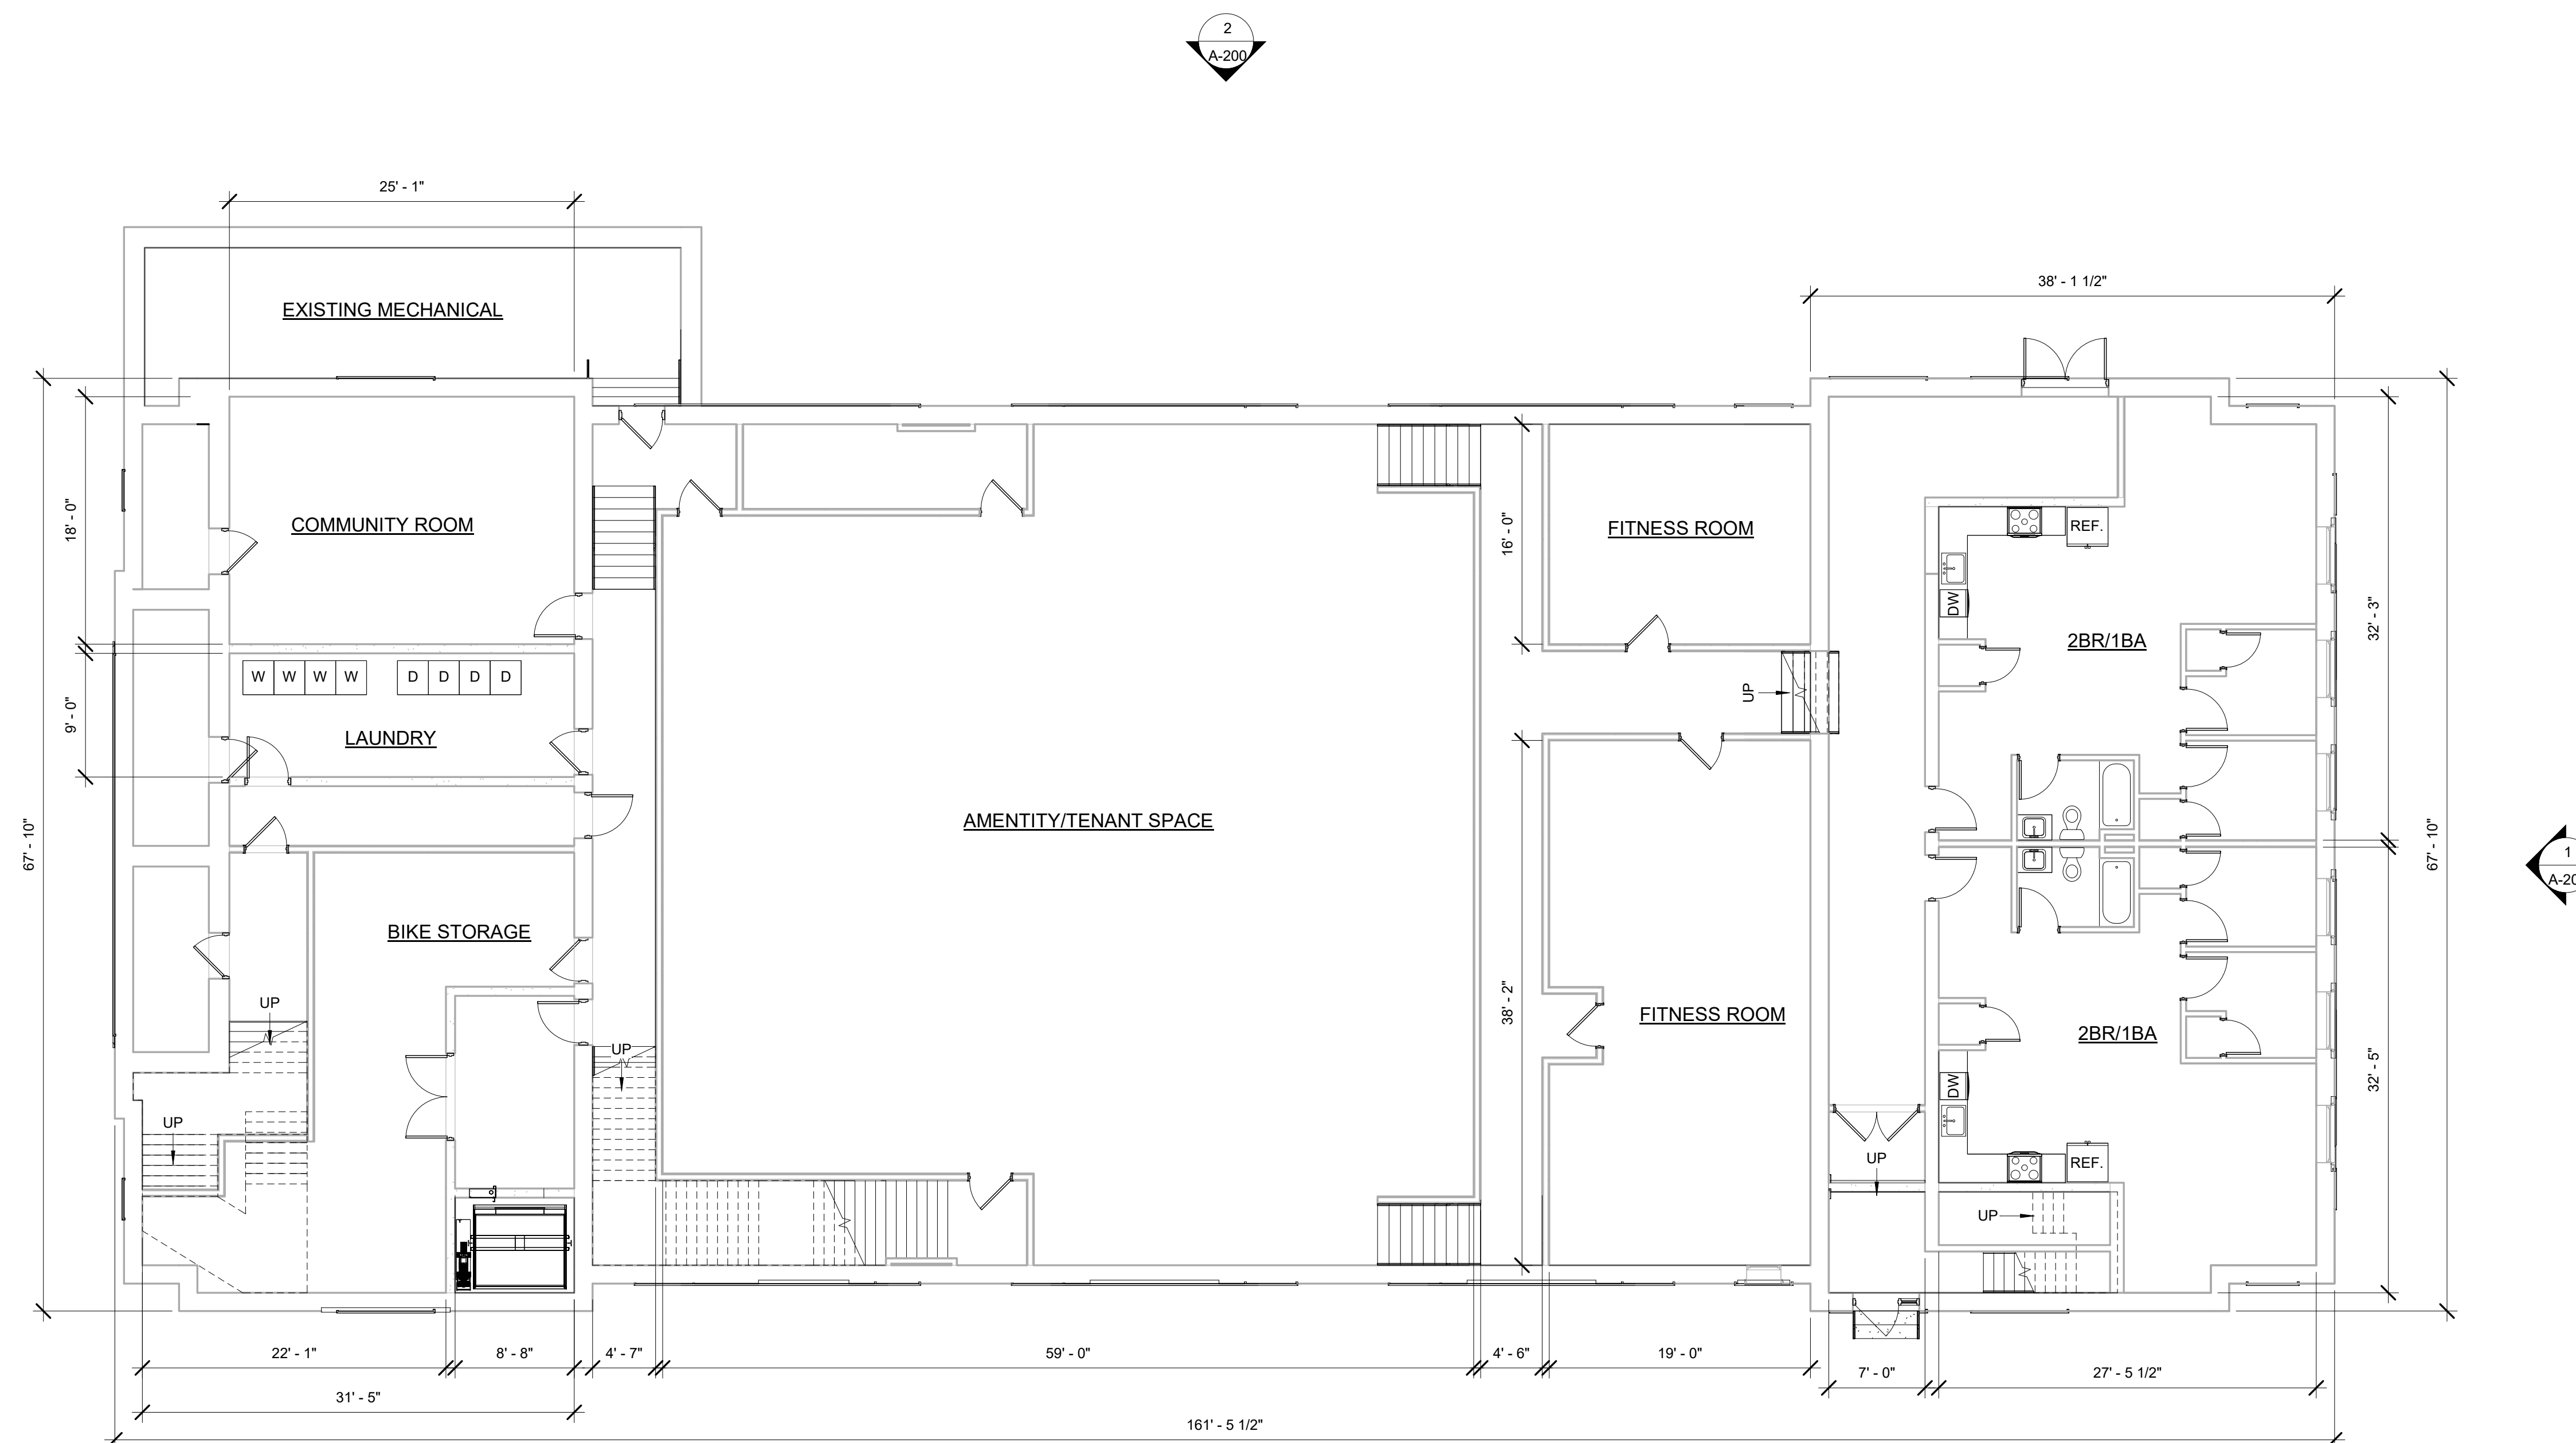 2
A-200
25' - 1"
38' - 1 1/2"
EXISTING MECHANICAL
18' - 0"
COMMUNITY ROOM
16' - 0"
FITNESS ROOM
REF.
DW
2BR/1BA
32' - 3"
W W W W D D D D
9' - 0"
LAUNDRY
UP
67' - 10"
AMENTITY/TENANT SPACE
67' - 10"
1
A-20
BIKE STORAGE
UP
UP
38' - 2"
FITNESS ROOM
2BR/1BA
32' - 5"
DW
UP
UP
REF.
UP
22' - 1"
8' - 8"
4' - 7"
59' - 0"
4' - 6"
19' - 0"
7' - 0"
27' - 5 1/2"
31' - 5"
161' - 5 1/2"